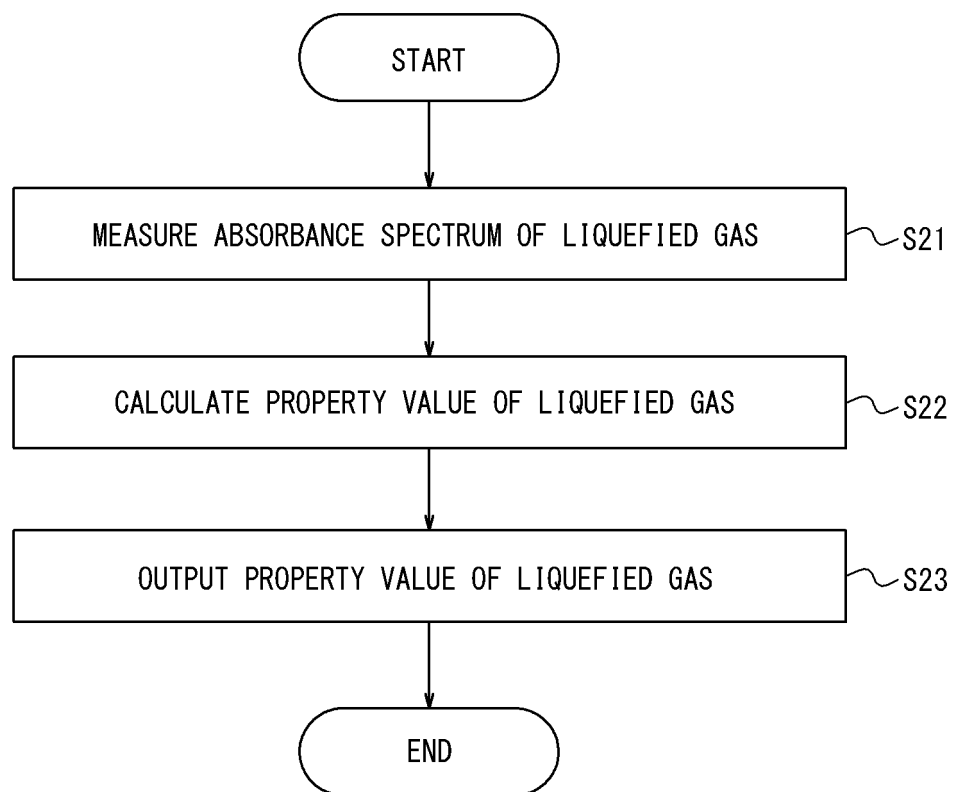 START
MEASURE ABSORBANCE SPECTRUM OF LIQUEFIED GAS
S21
CALCULATE PROPERTY VALUE OF LIQUEFIED GAS
S22
OUTPUT PROPERTY VALUE OF LIQUEFIED GAS
S23
END